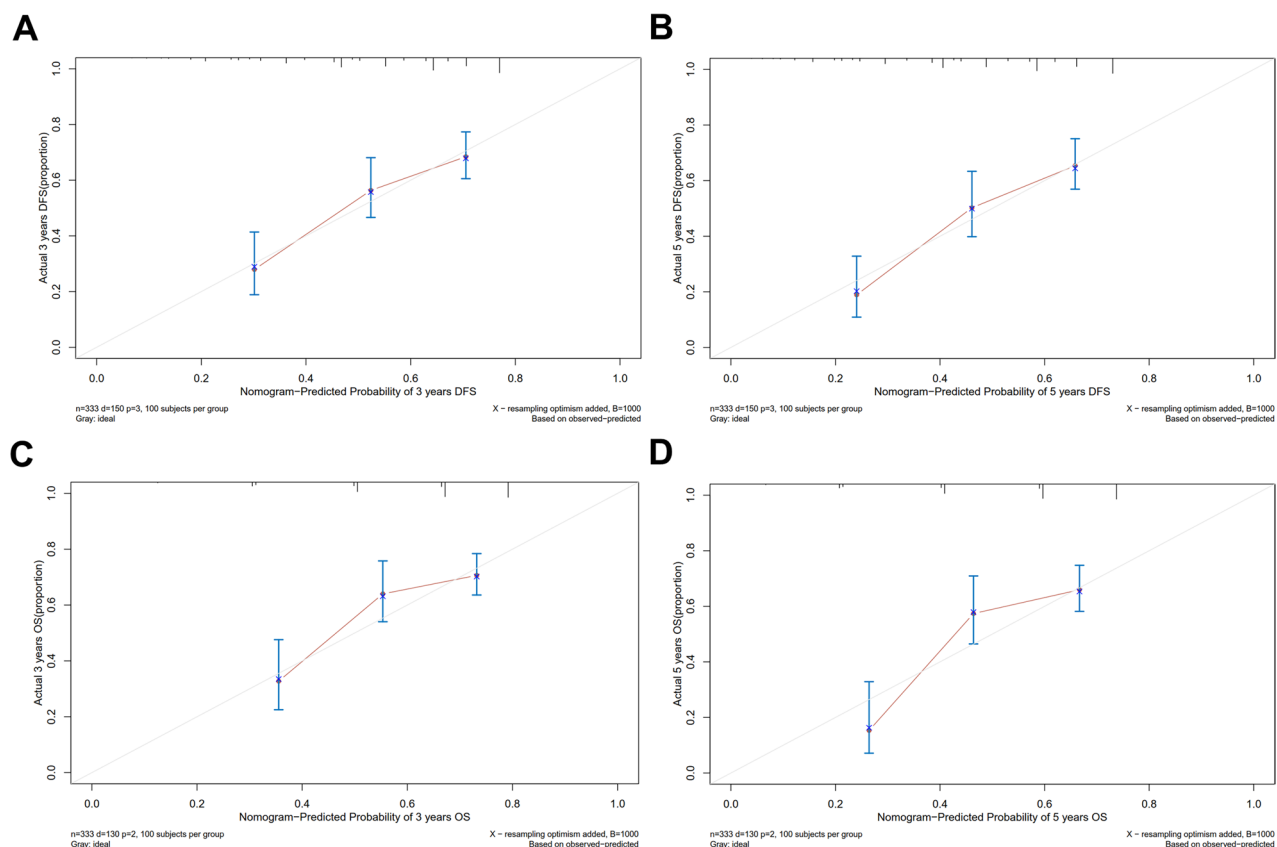 A
B
1.0
0.8
0.6
0.4
0.2
0.0
Actual 3 years DFS(proportion)
0.0 0.2 0.4 0.6 0.8 1.0
Nomogram−Predicted Probability of 3 years DFS
n=333 d=150 p=3, 100 subjects per group
Gray: ideal
X − resampling optimism added, B=1000
Based on observed−predicted
1.0
0.8
0.6
0.4
0.2
0.0
Actual 5 years DFS(proportion)
0.0 0.2 0.4 0.6 0.8 1.0
Nomogram−Predicted Probability of 5 years DFS
n=333 d=150 p=3, 100 subjects per group
Gray: ideal
X − resampling optimism added, B=1000
Based on observed−predicted
C
D
1.0
0.8
0.6
0.4
0.2
0.0
Actual 3 years OS(proportion)
0.0 0.2 0.4 0.6 0.8 1.0
Nomogram−Predicted Probability of 3 years OS
n=333 d=130 p=2, 100 subjects per group
Gray: ideal
X − resampling optimism added, B=1000
Based on observed−predicted
1.0
0.8
0.6
0.4
0.2
0.0
Actual 5 years OS(proportion)
0.0 0.2 0.4 0.6 0.8 1.0
Nomogram−Predicted Probability of 5 years OS
n=333 d=130 p=2, 100 subjects per group
Gray: ideal
X − resampling optimism added, B=1000
Based on observed−predicted